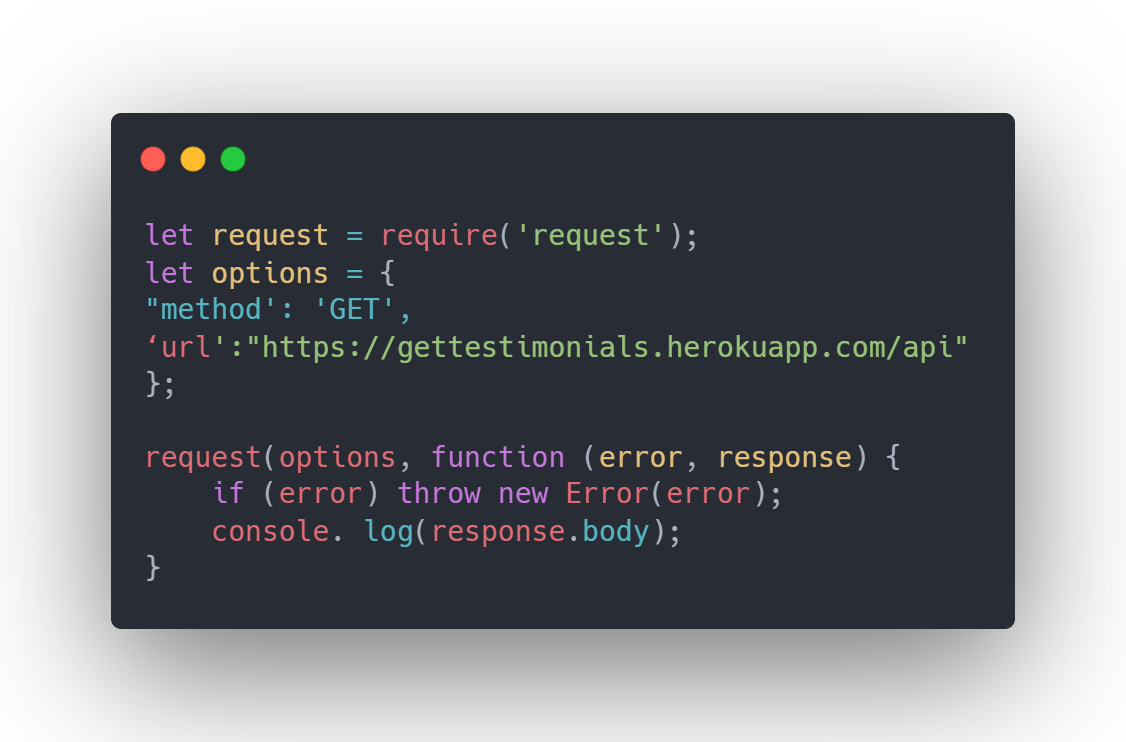 let request = require('request');
let options = {
"method': 'GET',
‘url':"https://gettestimonials.herokuapp.com/api"
};
request(options, function (error, response) {
    if (error) throw new Error(error);
    console. log(response.body);
}